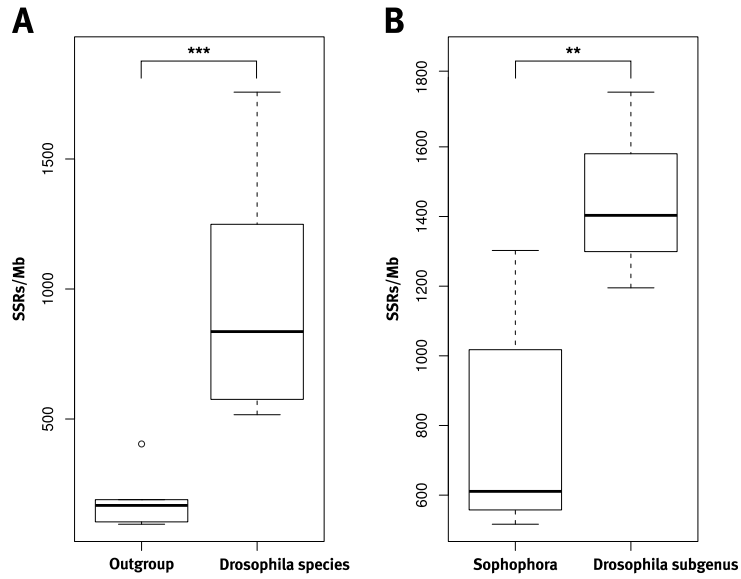 A
***
SSRs/Mb
1500
1000
500
Outgroup
Drosophila species
B
**
SSRs/Mb
1800
1600
1400
1200
1000
800
600
Sophophora
Drosophila subgenus